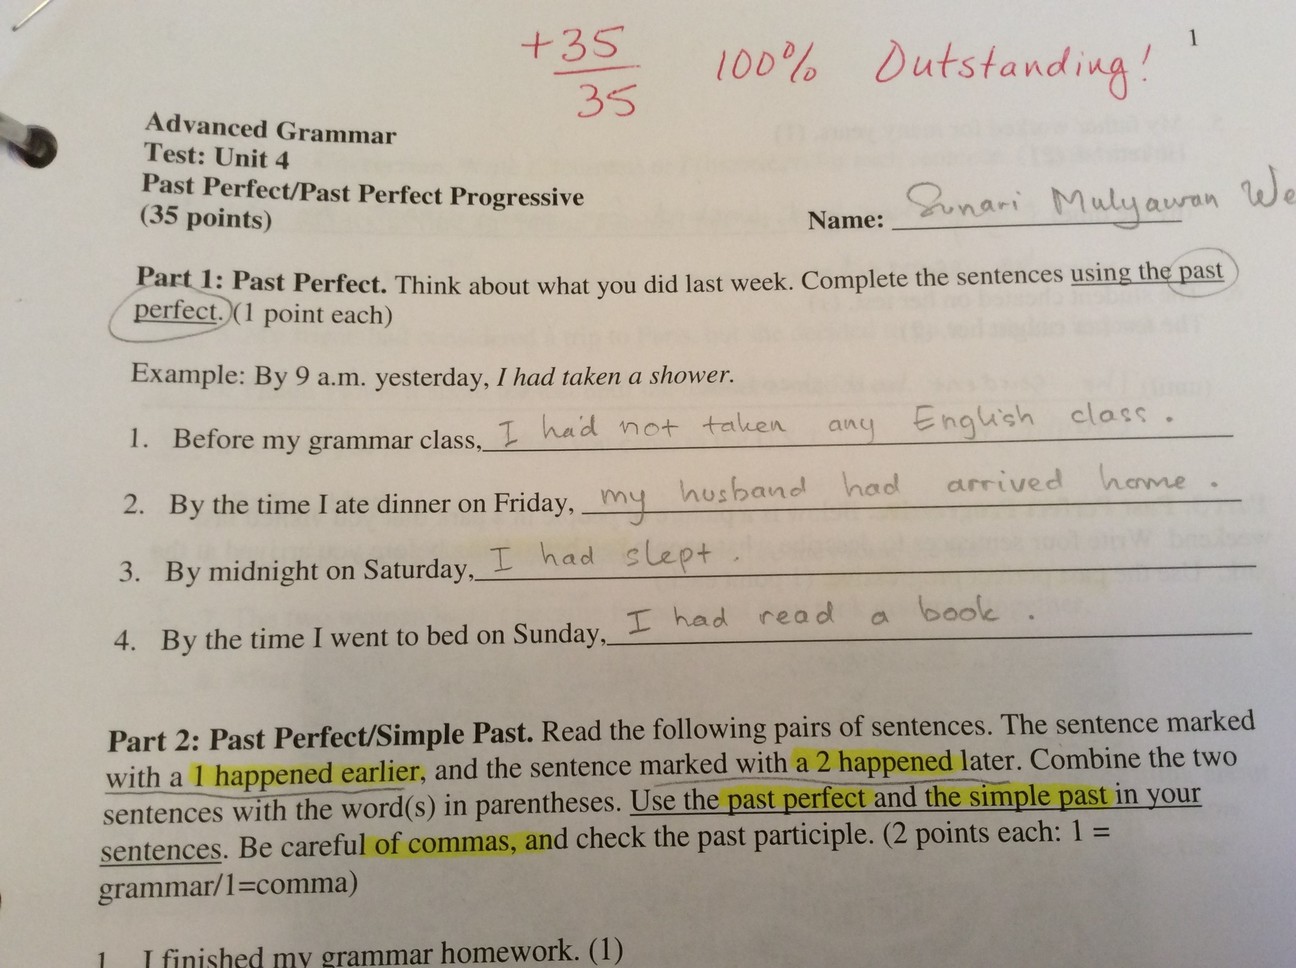 1
+35
35
100% Outstanding!
Advanced Grammar
Test: Unit 4
Past Perfect/Past Perfect Progressive
(35 points)
Name: Sunari Mulyawan We
Part 1: Past Perfect. Think about what you did last week. Complete the sentences using the past
perfect. (1 point each)
Example: By 9 a.m. yesterday, I had taken a shower.
1. Before my grammar class, I had not taken any English class.
2. By the time I ate dinner on Friday, my husband had arrived home.
3. By midnight on Saturday, I had slept.
4. By the time I went to bed on Sunday, I had read a book.
Part 2: Past Perfect/Simple Past. Read the following pairs of sentences. The sentence marked
with a 1 happened earlier, and the sentence marked with a 2 happened later. Combine the two
sentences with the word(s) in parentheses. Use the past perfect and the simple past in your
sentences. Be careful of commas, and check the past participle. (2 points each: 1 =
grammar/1=comma)
1 I finished my grammar homework. (1)